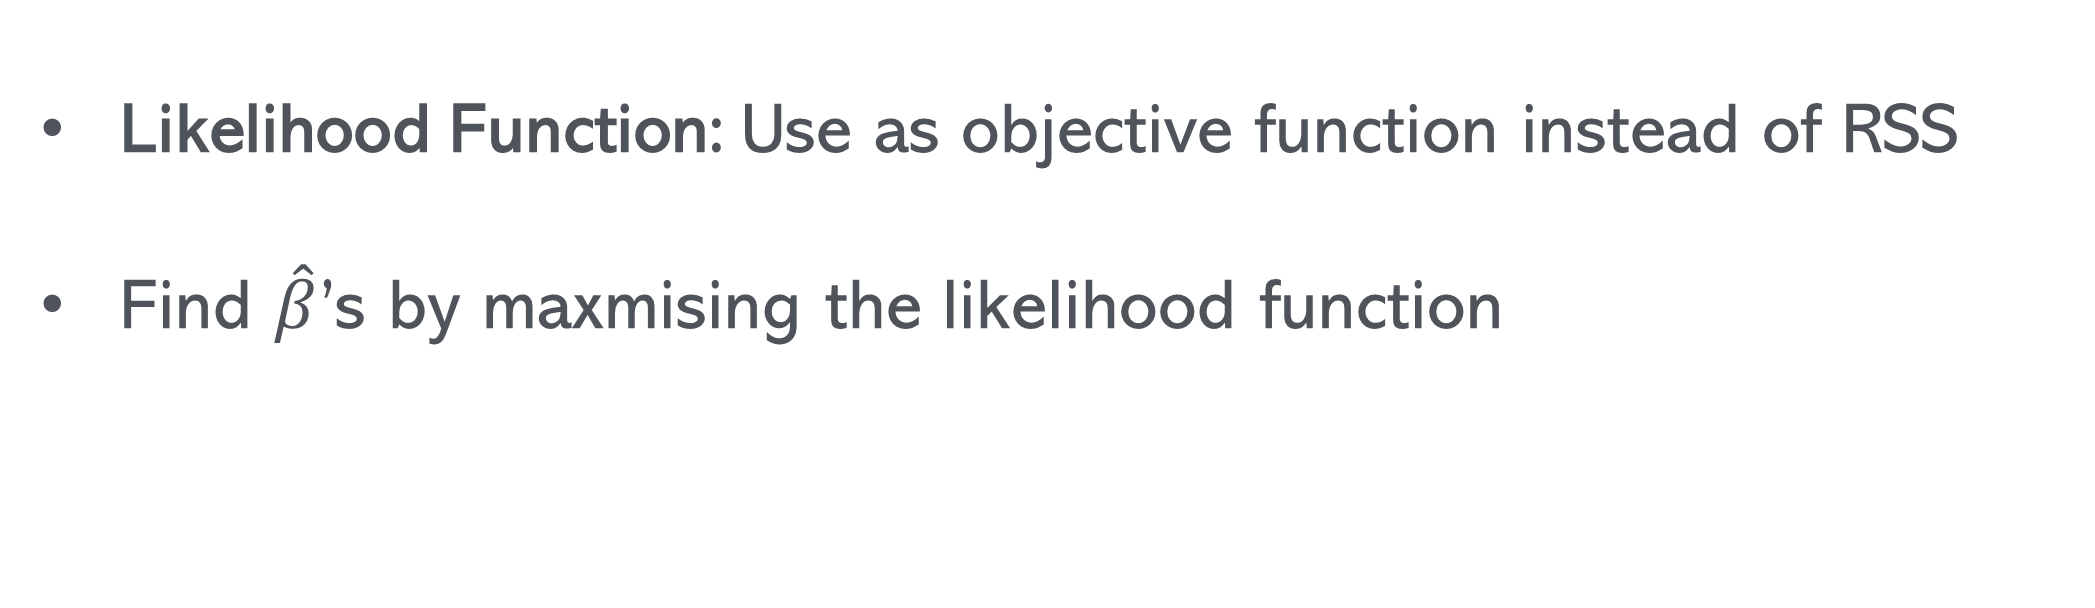 • Likelihood Function: Use as objective function instead of RSS
• Find β̂’s by maxmising the likelihood function